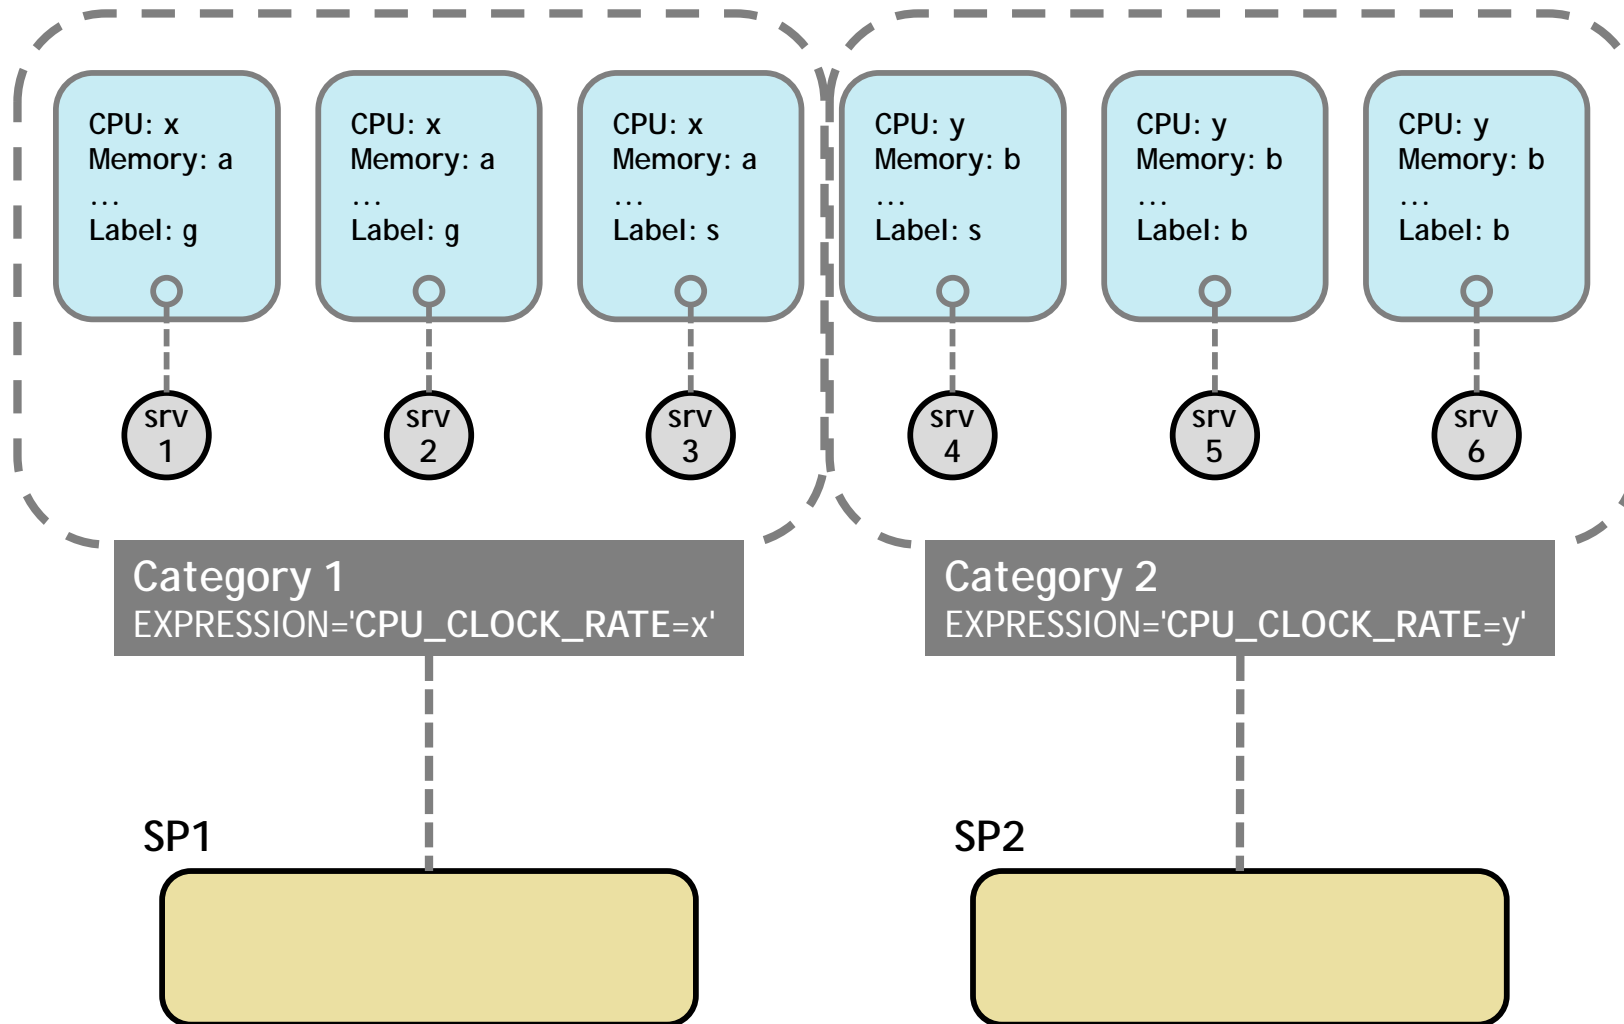 CPU: x
Memory: a
...
Label: g
CPU: x
Memory: a
...
Label: g
CPU: x
Memory: a
...
Label: s
CPU: y
Memory: b
...
Label: s
CPU: y
Memory: b
...
Label: b
CPU: y
Memory: b
...
Label: b
srv
1
srv
2
srv
3
srv
4
srv
5
srv
6
Category 1
EXPRESSION='CPU_CLOCK_RATE=x'
Category 2
EXPRESSION='CPU_CLOCK_RATE=y'
SP1
SP2